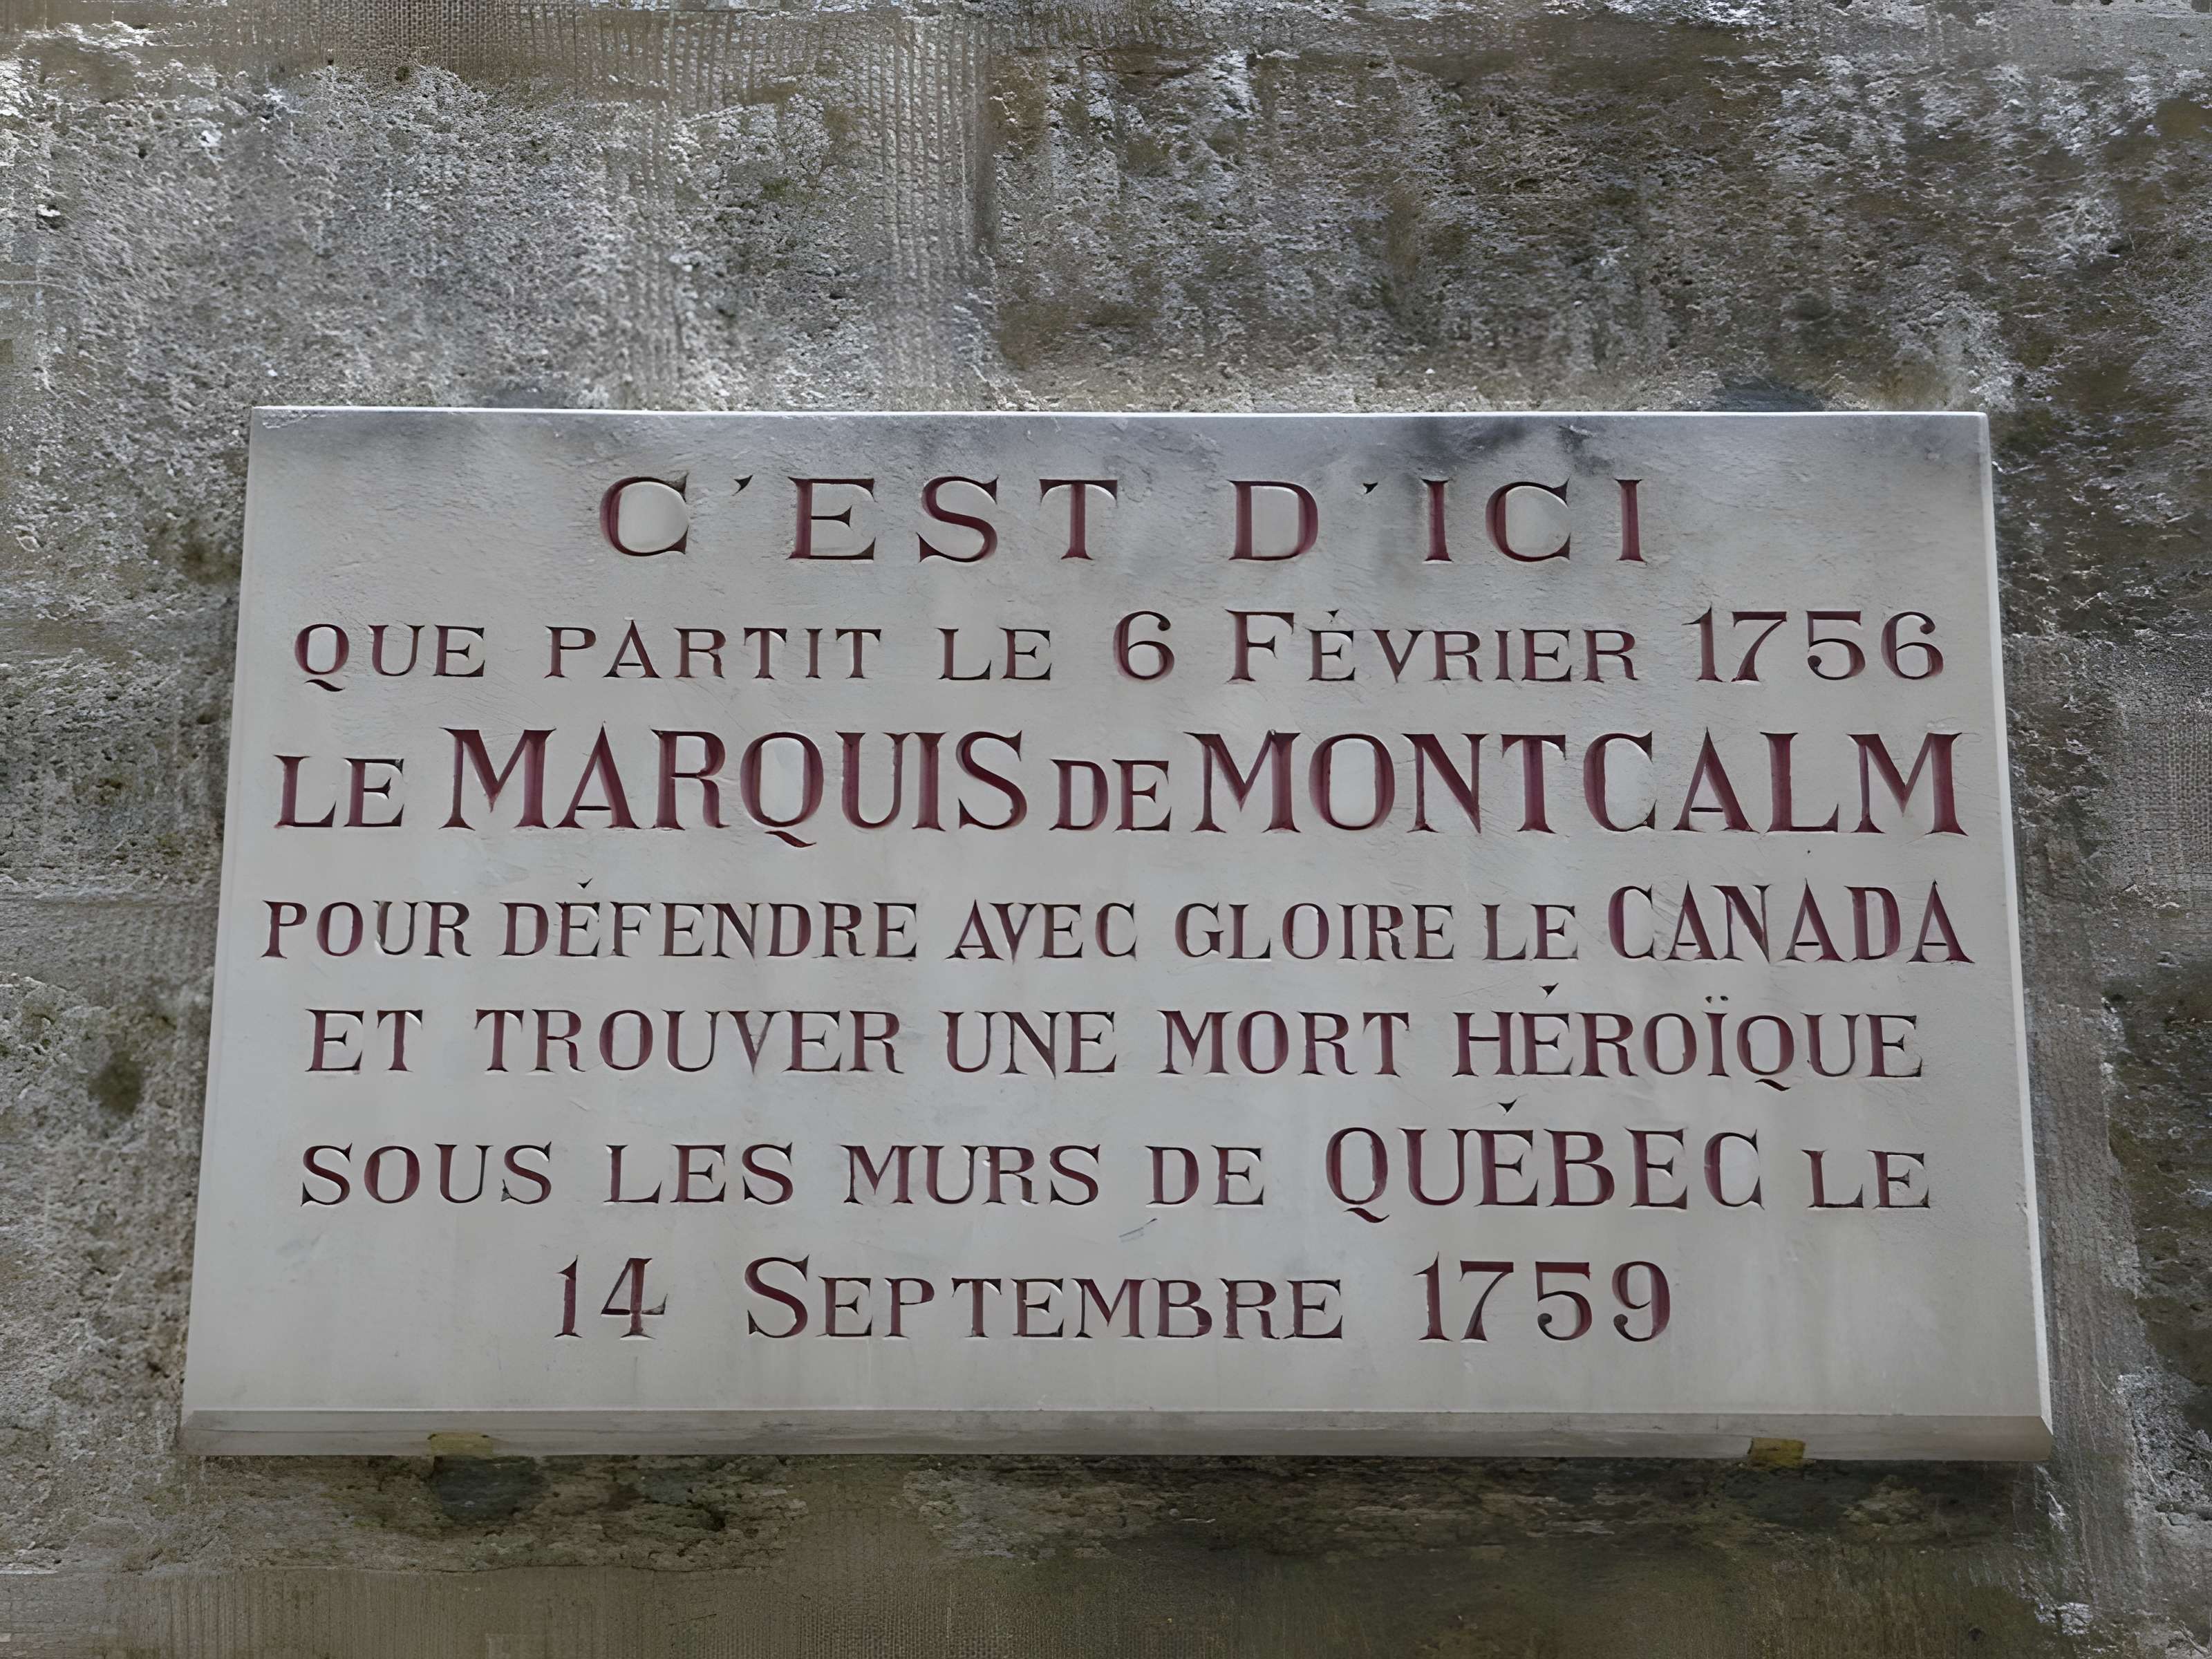 C'EST D'ICI
QUE PARTIT LE 6 FÉVRIER 1756
LE MARQUIS DE MONTCALM
POUR DÉFENDRE AVEC GLOIRE LE CANADA
ET TROUVER UNE MORT HÉROÏQUE
SOUS LES MURS DE QUÉBEC LE
14 SEPTEMBRE 1759